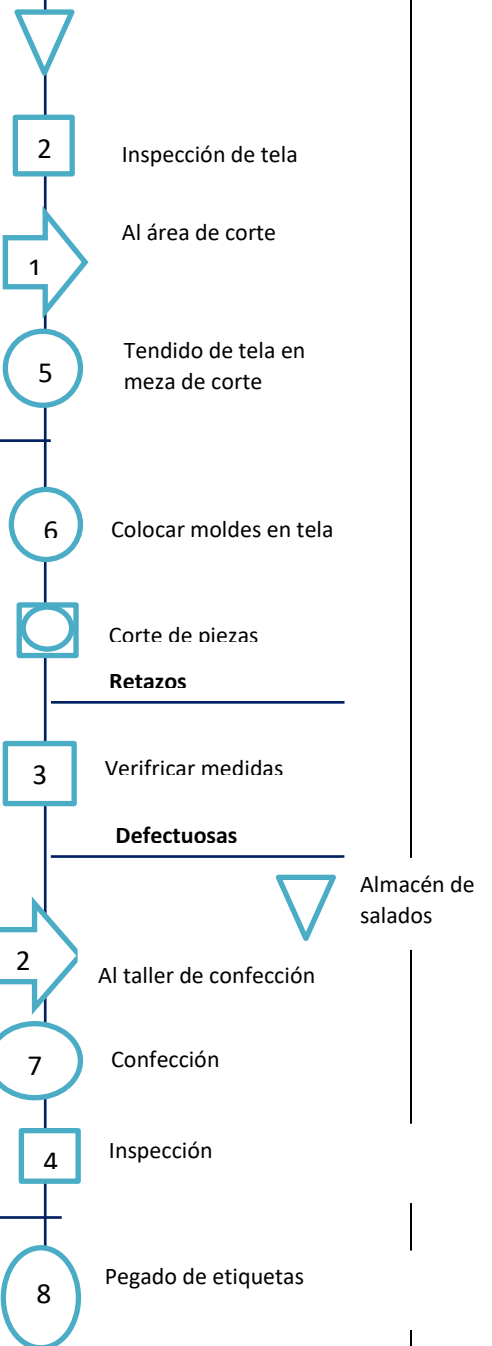 2
Inspección de tela
Al área de corte
1
Tendido de tela en
meza de corte
5
6
Colocar moldes en tela
Corte de piezas
Retazos
3
Verifricar medidas
Defectuosas
Almacén de
salados
2
Al taller de confección
7
Confección
4
Inspección
8
Pegado de etiquetas